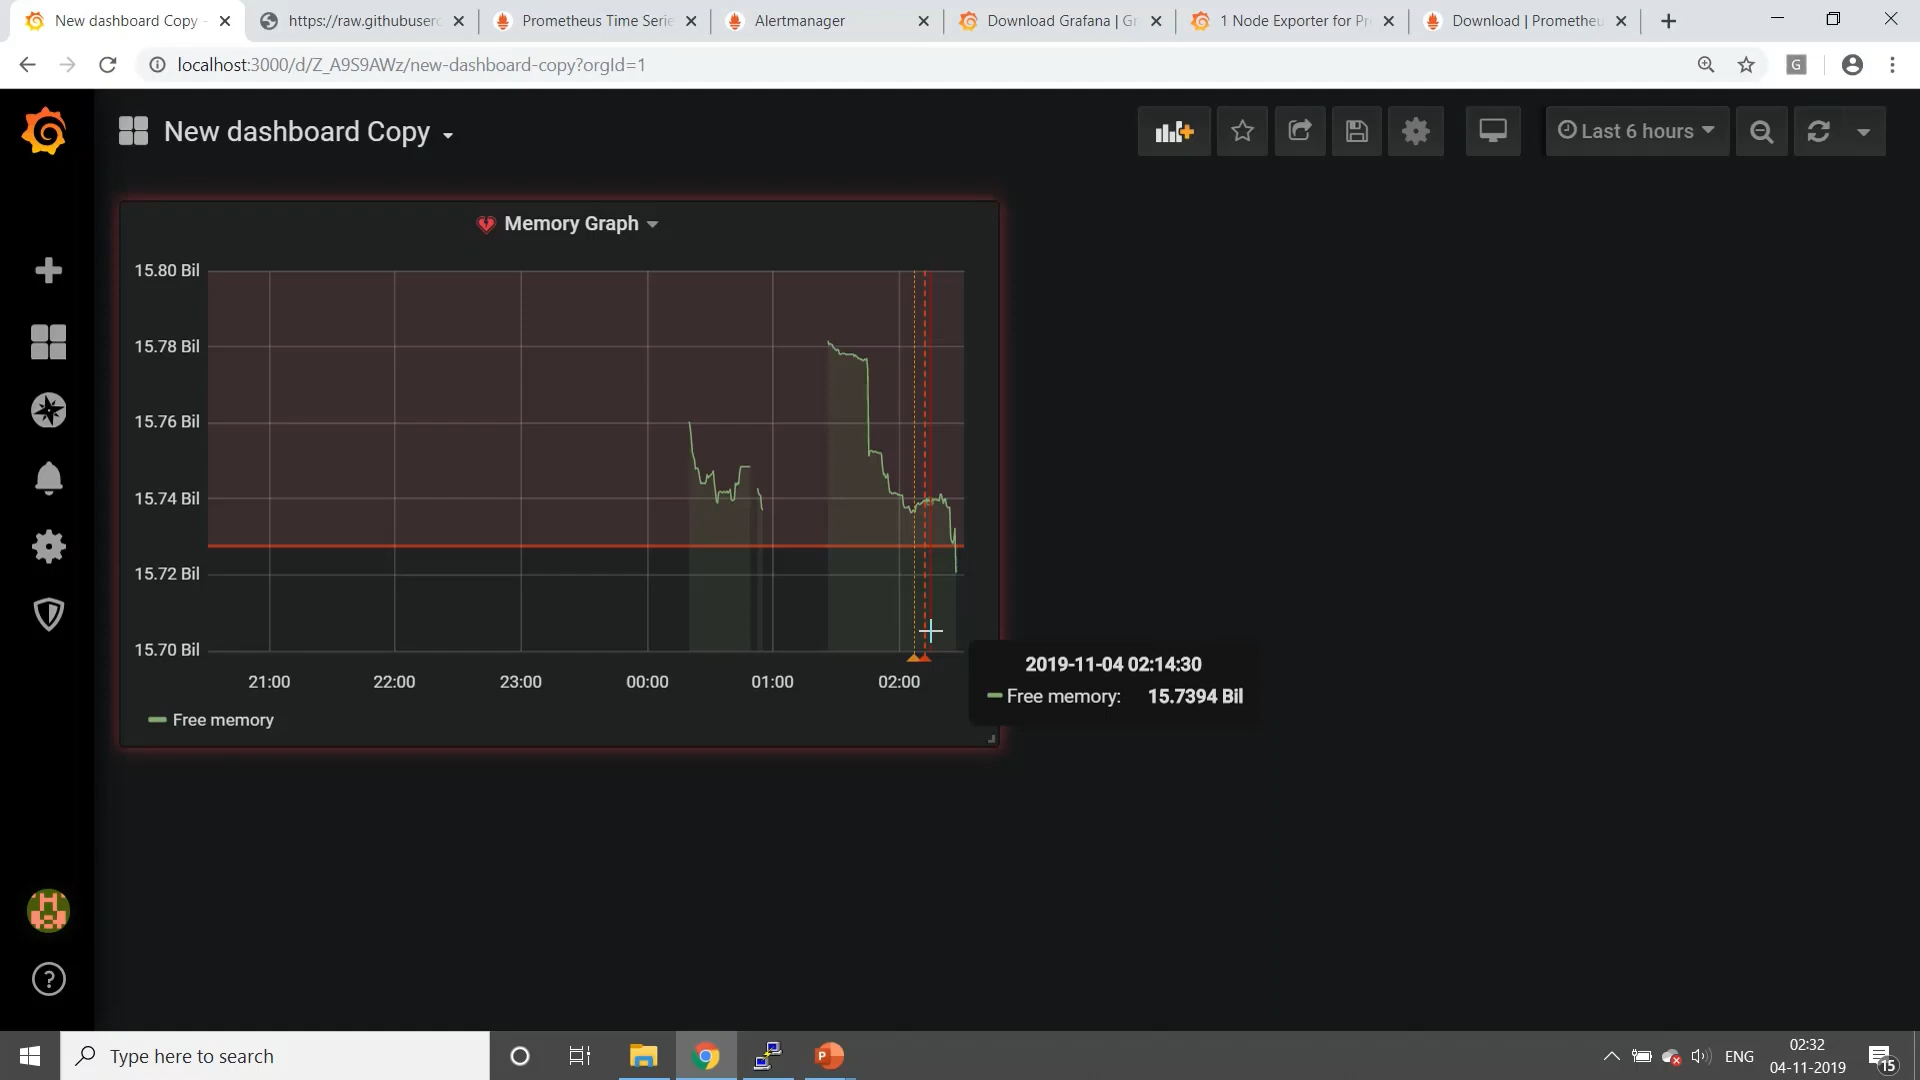 New dashboard Copy -
https://raw.githubuserc
Prometheus Time Serie
Alertmanager
Download Grafana | Gr
1 Node Exporter for Pr
Download | Prometheu
localhost:3000/d/Z_A9S9AWz/new-dashboard-copy?orgId=1
G
New dashboard Copy
Last 6 hours
Memory Graph
15.80 Bil
15.78 Bil
15.76 Bil
15.74 Bil
15.72 Bil
15.70 Bil
21:00 22:00 23:00 00:00 01:00 02:00
Free memory
2019-11-04 02:14:30
Free memory: 15.7394 Bil
?
Type here to search
P
ENG
02:32
04-11-2019
15